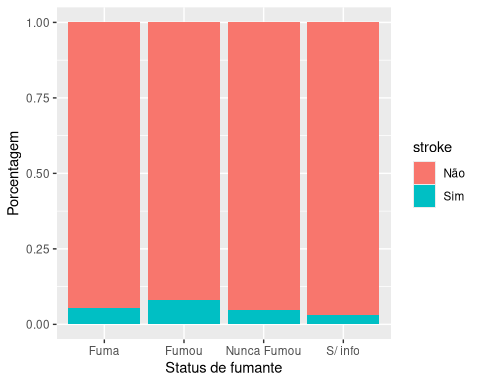 Porcentagem
1.00
0.75
0.50
0.25
0.00
Fuma Fumou Nunca Fumou S/ info
Status de fumante
stroke
Não
Sim